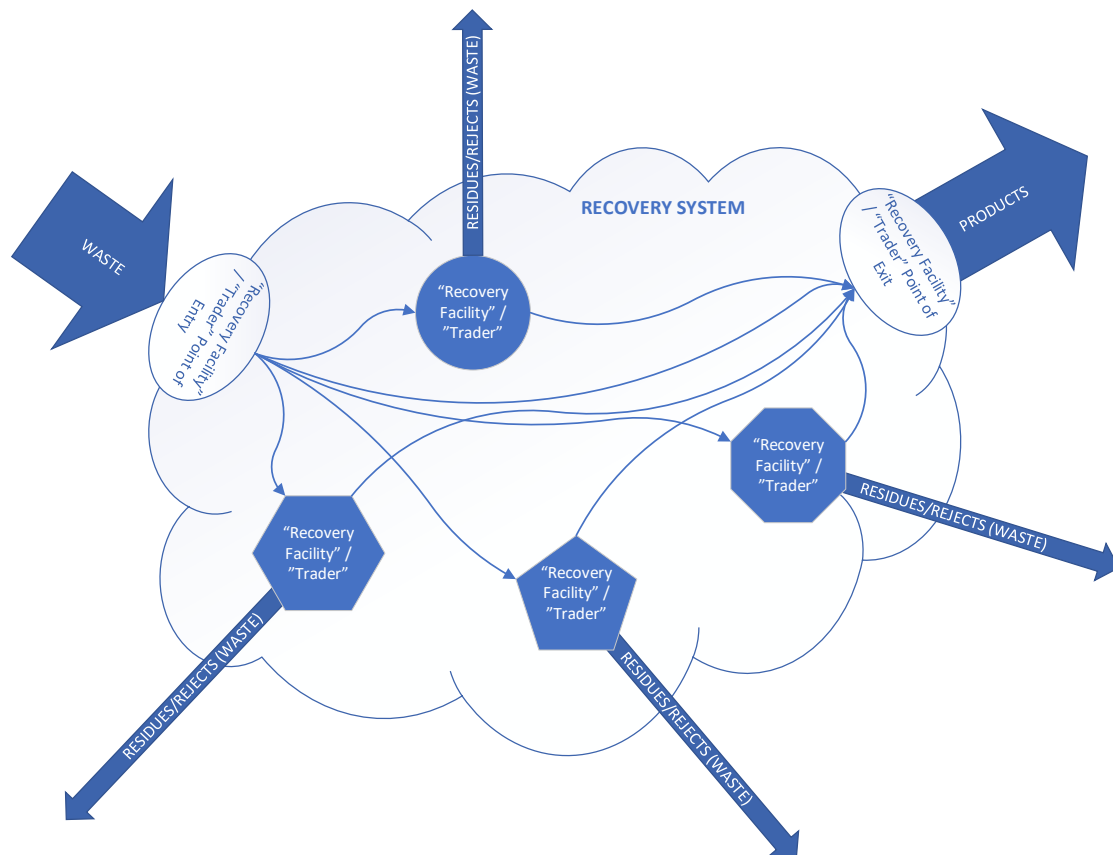 RESIDUES/REJECTS (WASTE)
RECOVERY SYSTEM
WASTE
PRODUCTS
“Recovery Facility”
/ “Trader” Point of
Entry
“Recovery Facility”
/ “Trader” Point of
Exit
“Recovery
Facility” /
”Trader”
“Recovery
Facility” /
”Trader”
RESIDUES/REJECTS (WASTE)
“Recovery
Facility” /
”Trader”
“Recovery
Facility” /
”Trader”
RESIDUES/REJECTS (WASTE)
RESIDUES/REJECTS (WASTE)